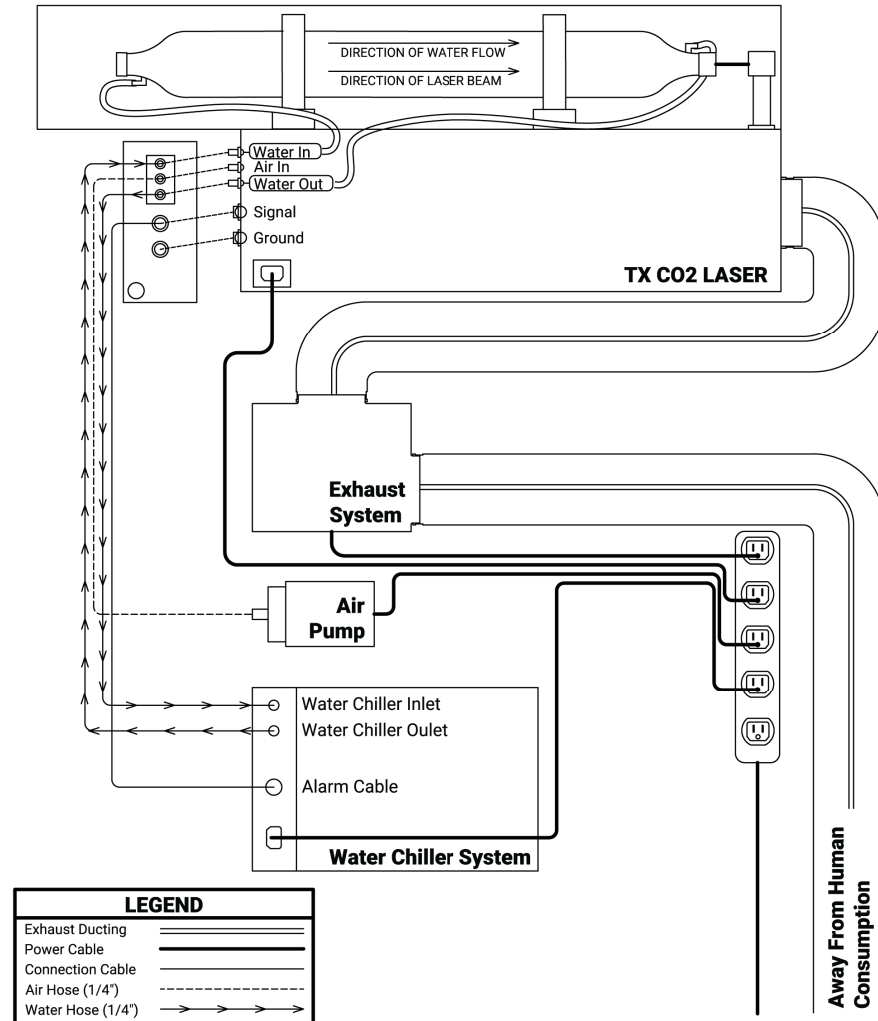 DIRECTION OF WATER FLOW
DIRECTION OF LASER BEAM
Water In
Air In
Water Out
Signal
Ground
TX CO2 LASER
Exhaust
System
Air
Pump
Water Chiller Inlet
Water Chiller Oulet
Alarm Cable
Water Chiller System
Away From Human
Consumption
LEGEND
Exhaust Ducting
Power Cable
Connection Cable
Air Hose (1/4")
Water Hose (1/4")